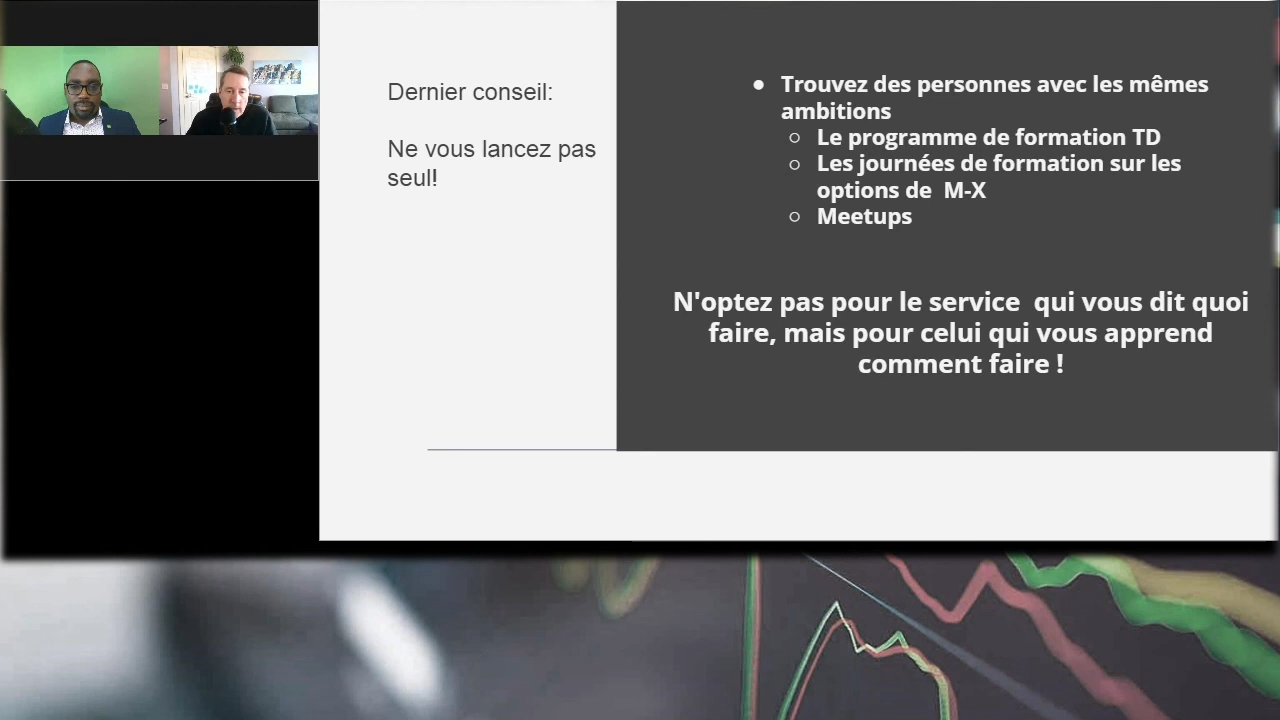 Dernier conseil:
Ne vous lancez pas
seul!
● Trouvez des personnes avec les mêmes
ambitions
○ Le programme de formation TD
○ Les journées de formation sur les
options de  M-X
○ Meetups
N'optez pas pour le service  qui vous dit quoi
faire, mais pour celui qui vous apprend
comment faire !